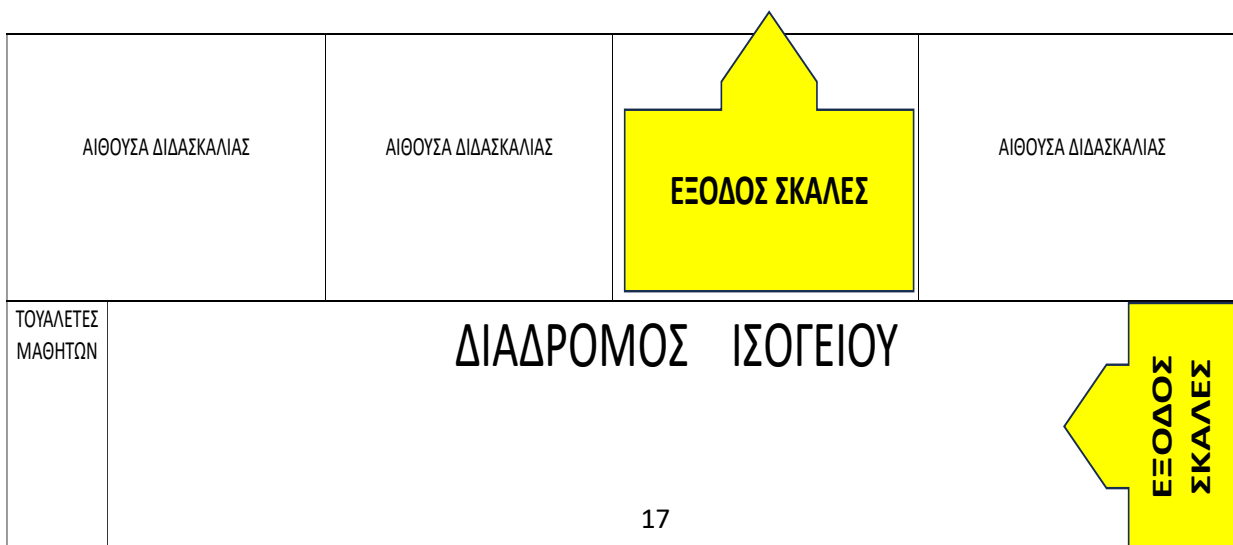 ΑΙΘΟΥΣΑ ΔΙΔΑΣΚΑΛΙΑΣ
ΑΙΘΟΥΣΑ ΔΙΔΑΣΚΑΛΙΑΣ
ΕΞΟΔΟΣ ΣΚΑΛΕΣ
ΑΙΘΟΥΣΑ ΔΙΔΑΣΚΑΛΙΑΣ
ΤΟΥΑΛΕΤΕΣ
ΜΑΘΗΤΩΝ
ΔΙΑΔΡΟΜΟΣ ΙΣΟΓΕΙΟΥ
ΕΞΟΔΟΣ
ΣΚΑΛΕΣ
17